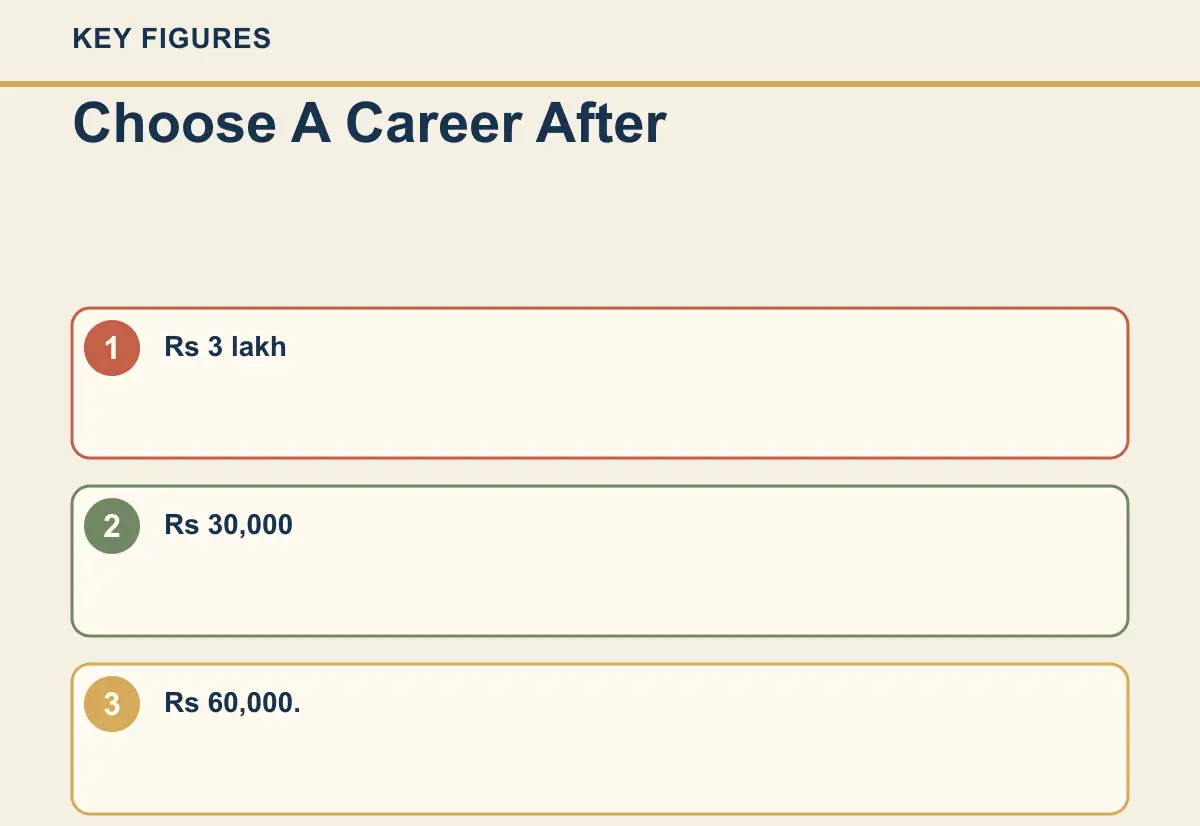 KEY FIGURES
Choose A Career After
1 Rs 3 lakh
2 Rs 30,000
3 Rs 60,000.